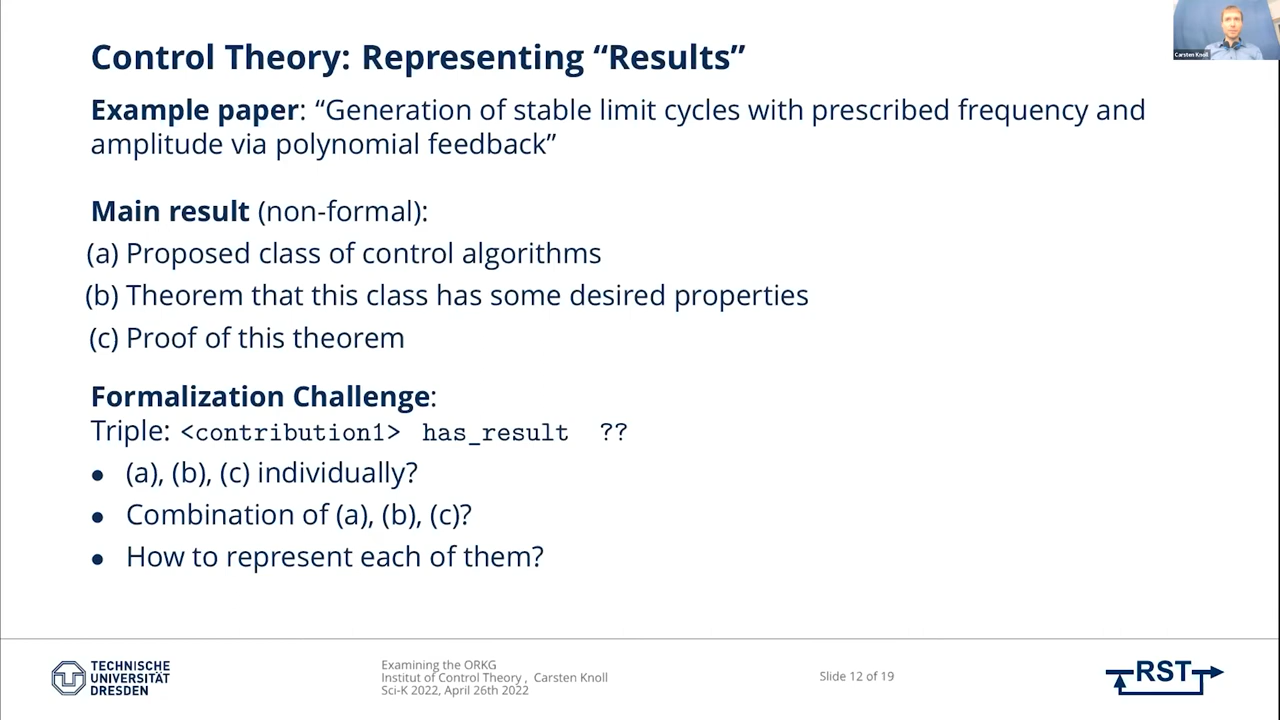 Control Theory: Representing “Results”
Carsten Knoll
Example paper: “Generation of stable limit cycles with prescribed frequency and
amplitude via polynomial feedback”
Main result (non-formal):
(a) Proposed class of control algorithms
(b) Theorem that this class has some desired properties
(c) Proof of this theorem
Formalization Challenge:
Triple: <contribution1> has_result ??
• (a), (b), (c) individually?
• Combination of (a), (b), (c)?
• How to represent each of them?
TECHNISCHE
UNIVERSITÄT
DRESDEN
Examining the ORKG
Institut of Control Theory , Carsten Knoll
Sci-K 2022, April 26th 2022
Slide 12 of 19
RST